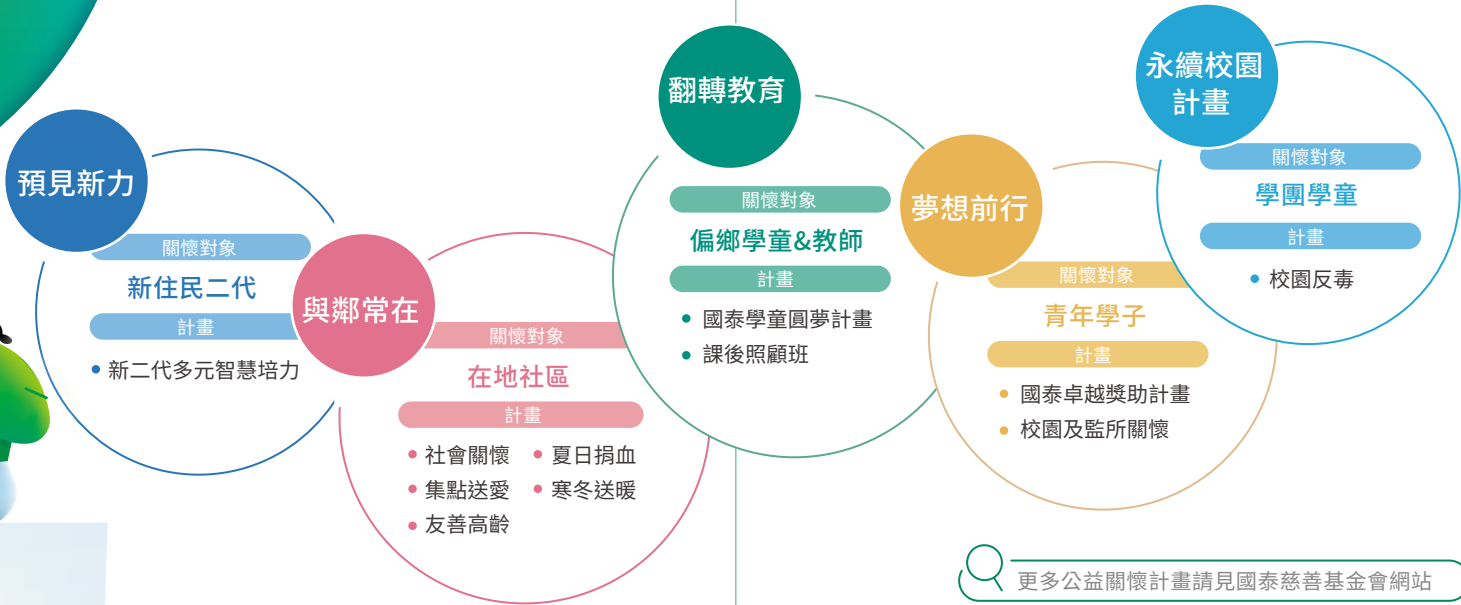 預見新力
關懷對象
新住民二代
計畫
新二代多元智慧培力
與鄰常在
關懷對象
在地社區
計畫
社會關懷
夏日捐血
集點送愛
寒冬送暖
友善高齡
翻轉教育
關懷對象
偏鄉學童&教師
計畫
國泰學童圓夢計畫
課後照顧班
夢想前行
關懷對象
青年學子
計畫
國泰卓越獎助計畫
校園及監所關懷
永續校園
計畫
關懷對象
學團學童
計畫
校園反毒
更多公益關懷計畫請見國泰慈善基金會網站